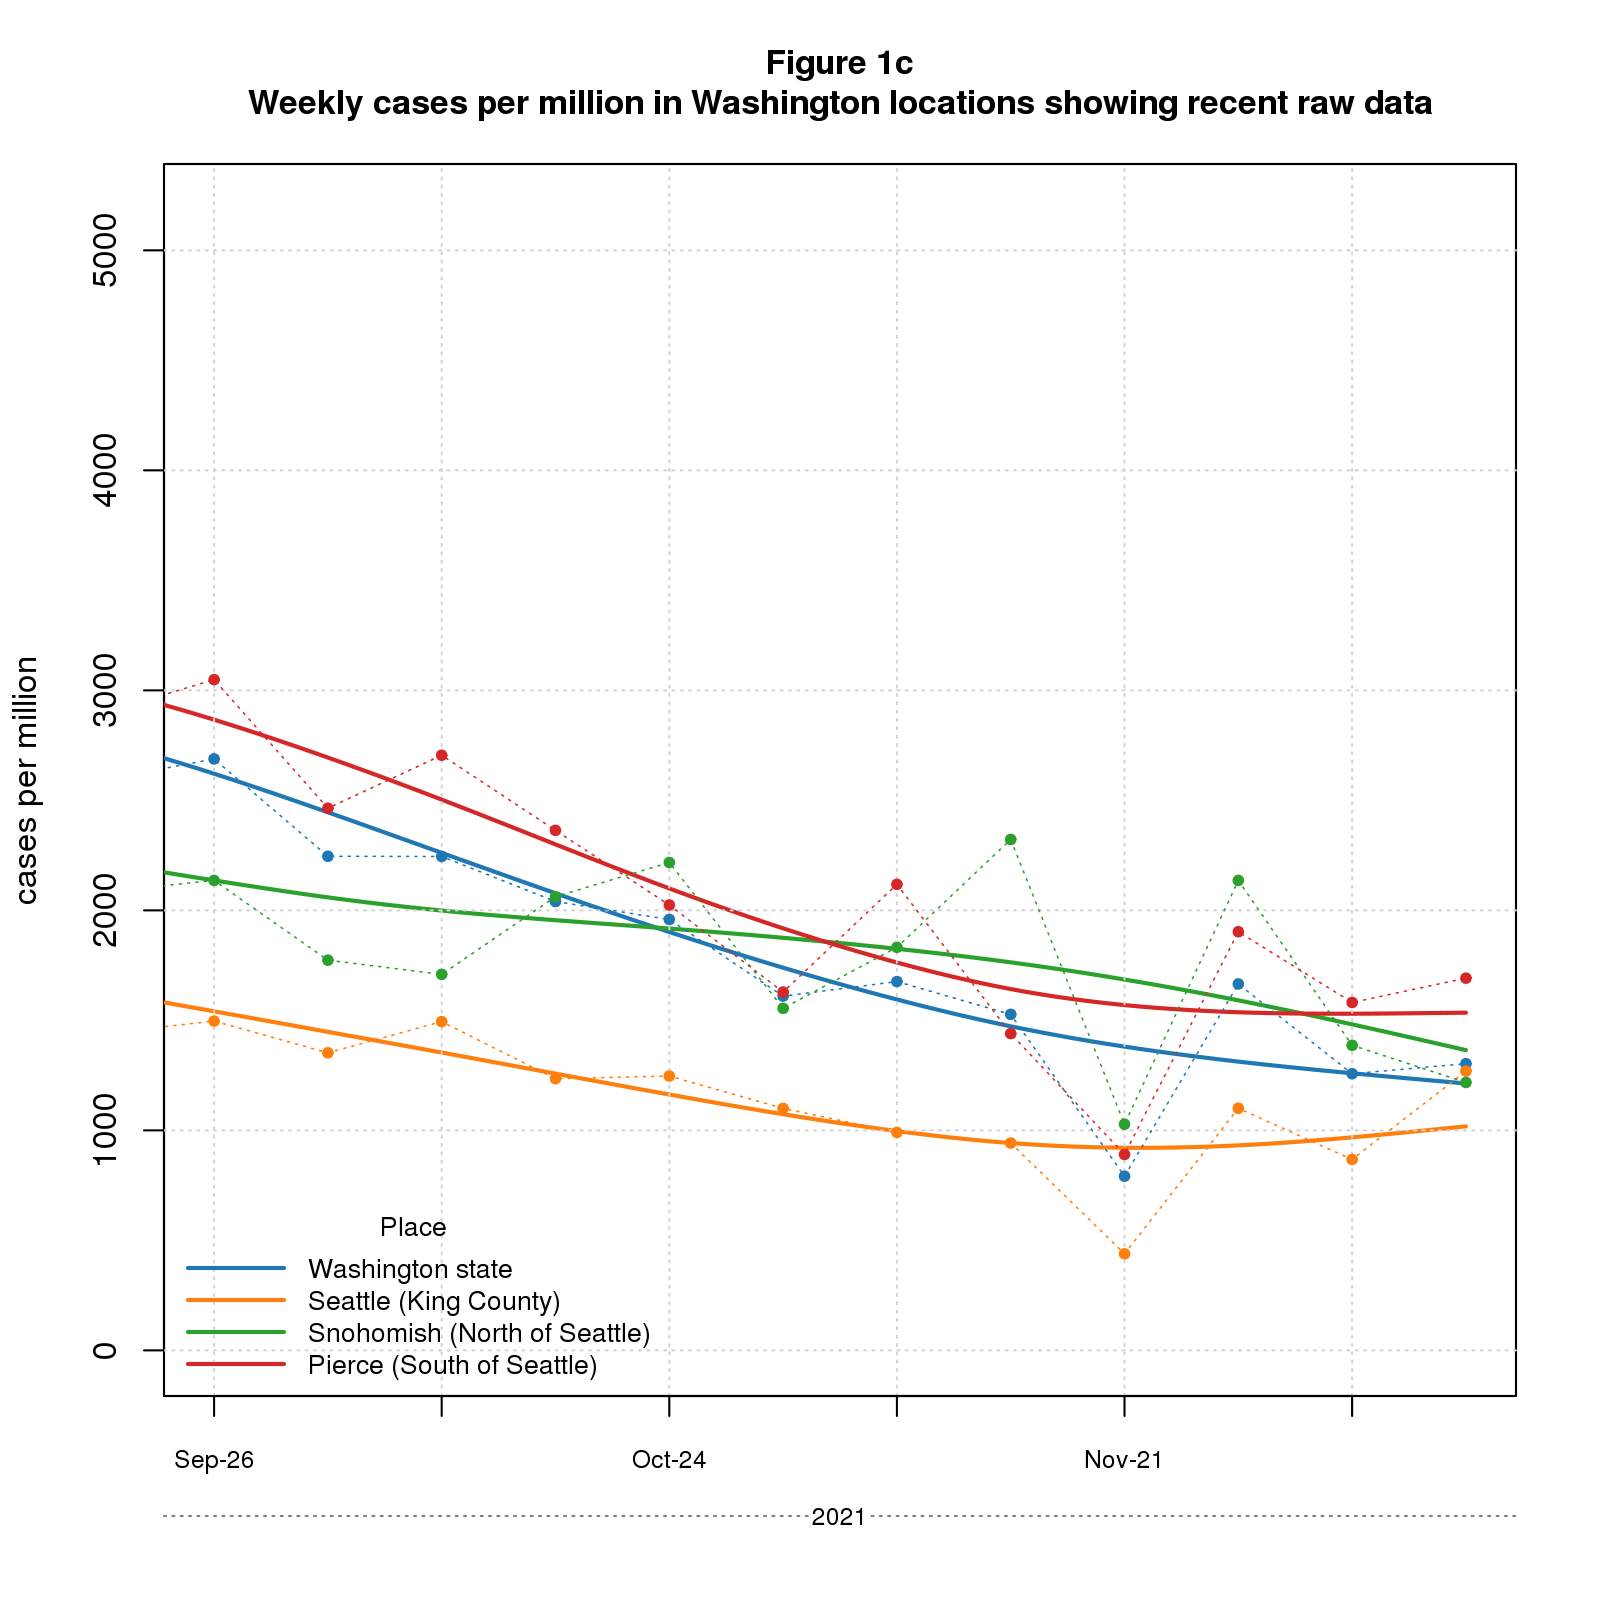 Figure 1c
Weekly cases per million in Washington locations showing recent raw data
cases per million
5000
4000
3000
2000
1000
0
Place
Washington state
Seattle (King County)
Snohomish (North of Seattle)
Pierce (South of Seattle)
Sep-26
Oct-24
Nov-21
2021